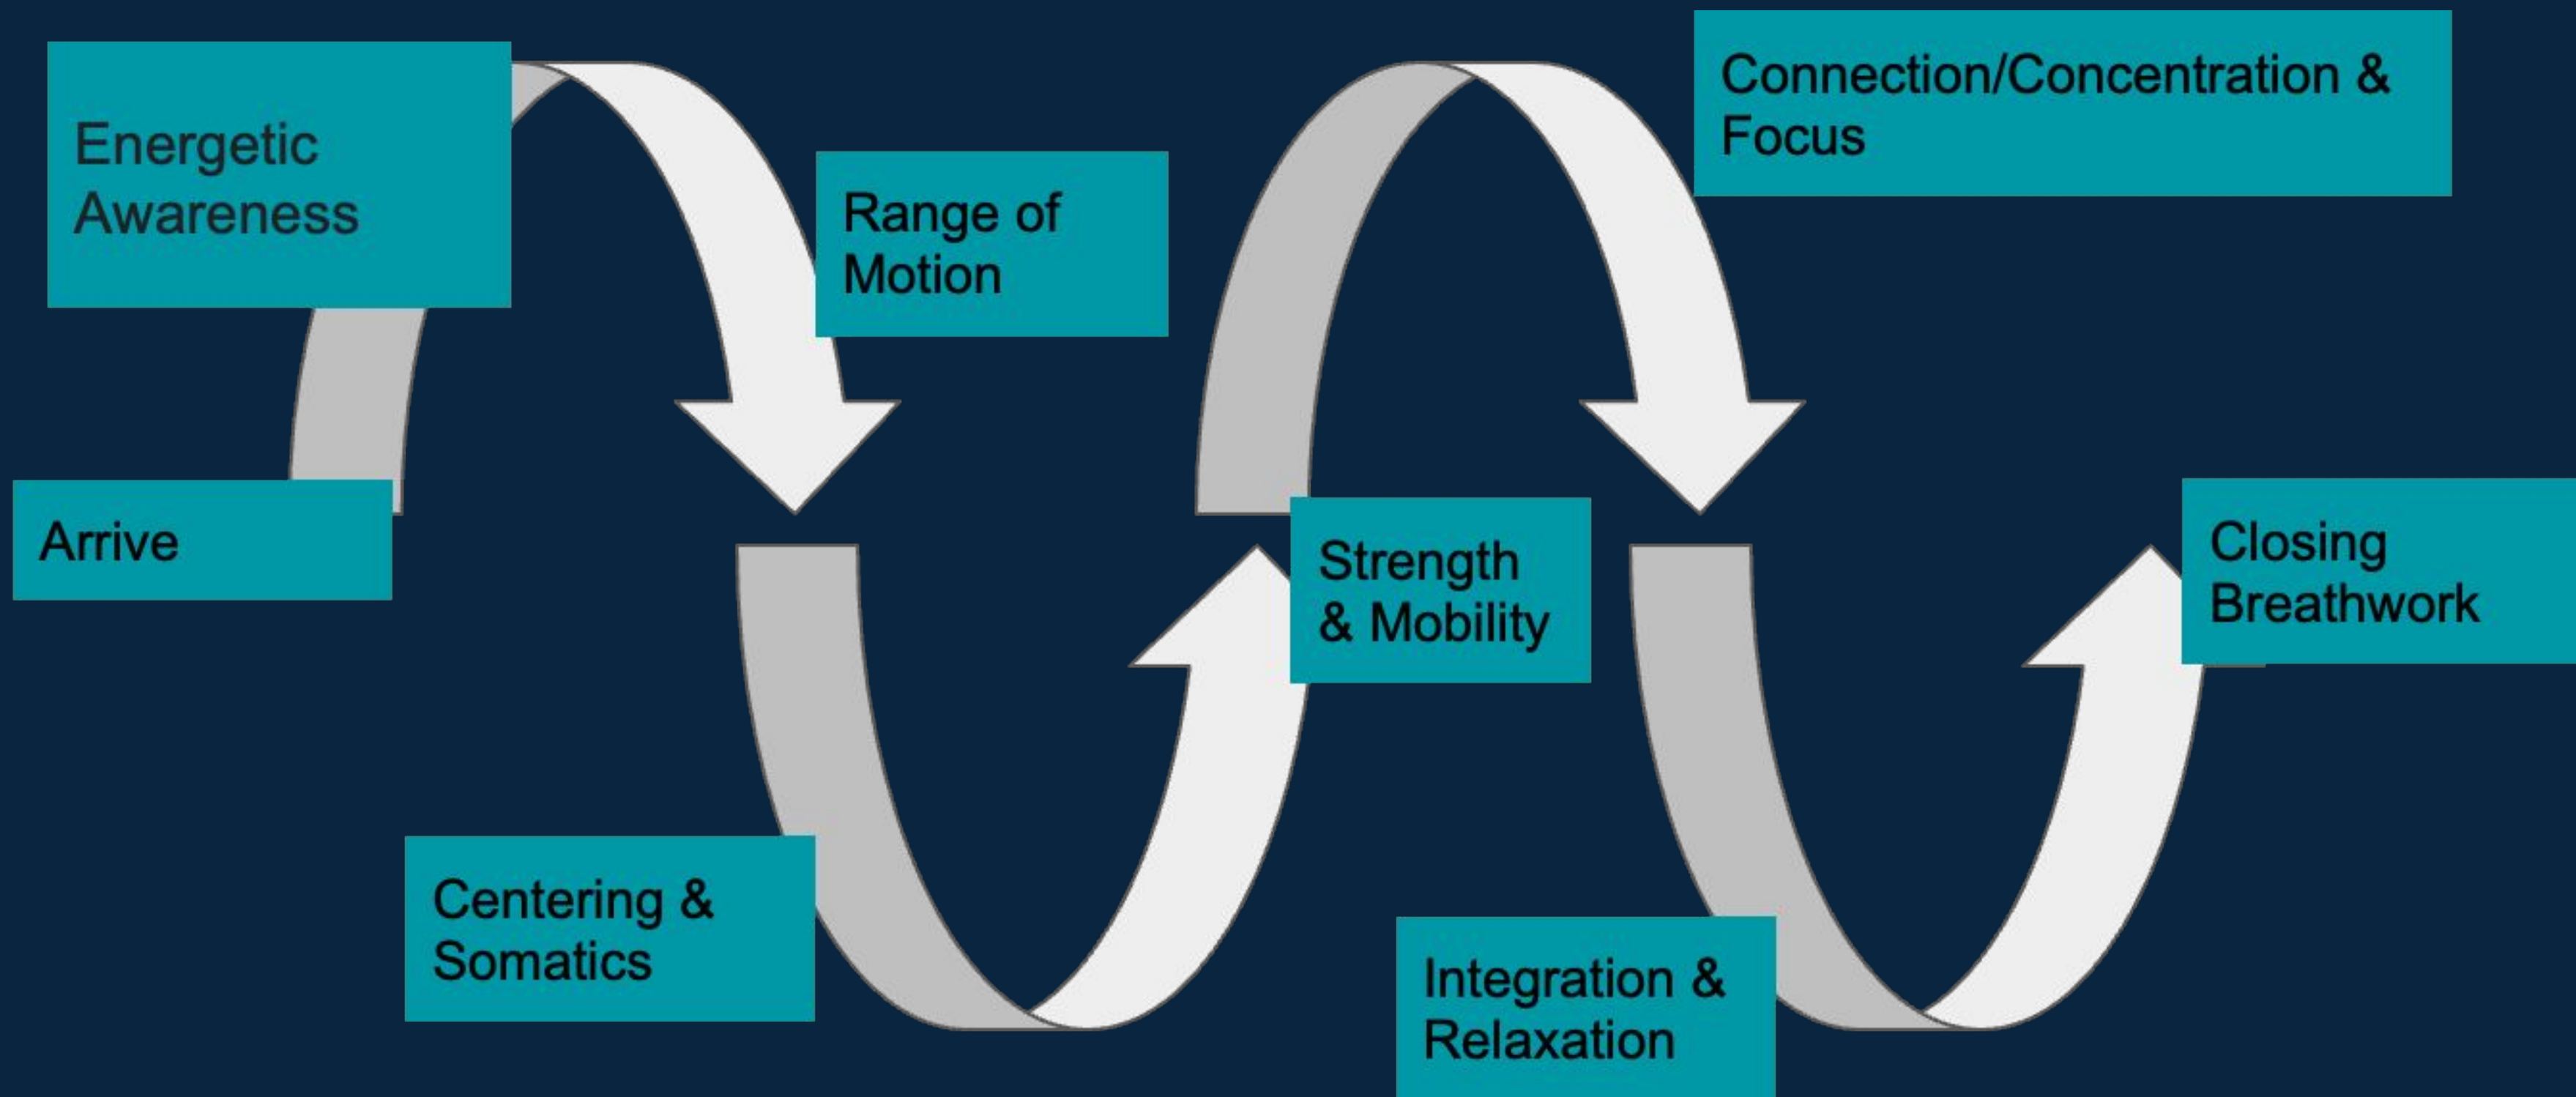 Arrive
Energetic
Awareness
Range of
Motion
Centering &
Somatics
Strength
& Mobility
Connection/Concentration &
Focus
Integration &
Relaxation
Closing
Breathwork